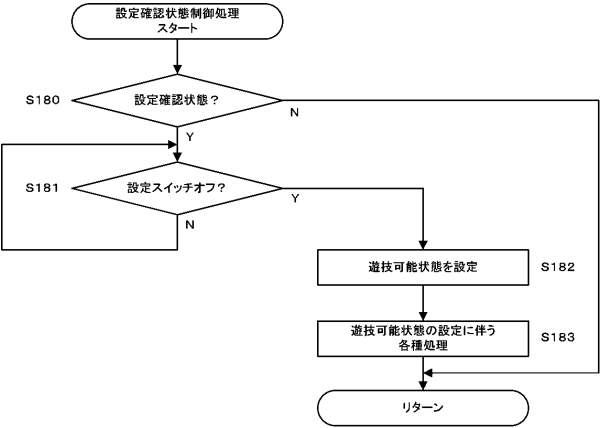 設定確認状態制御処理
スタート
S180
設定確認状態？
N
Y
S181
設定スイッチオフ？
Y
N
遊技可能状態を設定
S182
遊技可能状態の設定に伴う
各種処理
S183
リターン